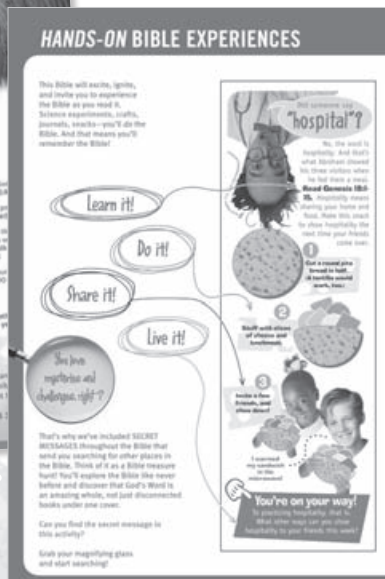 HANDS-ON BIBLE EXPERIENCES
This Bible will excite, ignite,
and invite you to experience
the Bible as you read it.
Science experiments, crafts,
journals, snacks—you'll do the
Bible. And that means you'll
remember the Bible!
Learn it!
Do it!
Share it!
Live it!
You love
mysteries and
challenges, right?
That's why we've included SECRET
MESSAGES throughout the Bible that
send you searching for other places in
the Bible. Think of it as a Bible treasure
hunt! You'll explore the Bible like never
before and discover that God's Word is
an amazing whole, not just disconnected
books under one cover.
Can you find the secret message in
this activity?
Grab your magnifying glass
and start searching!
Did someone say
"hospital"?
No, the word is
hospitality. And that's
what Abraham showed
his three visitors when
he fed them a meal.
Read Genesis 18:1-
15. Hospitality means
sharing your home and
food. Make this snack
to show hospitality the
next time your friends
come over.
1
Cut a round pita
bread in half.
A tortilla would
work, too.
2
Stuff with slices
of cheese and
lunchmeat.
3
Invite a few
friends, and
chow down!
I warmed
my sandwich
in the
microwave!
You're on your way!
To practicing hospitality, that is.
What other ways can you show
hospitality to your friends this week?